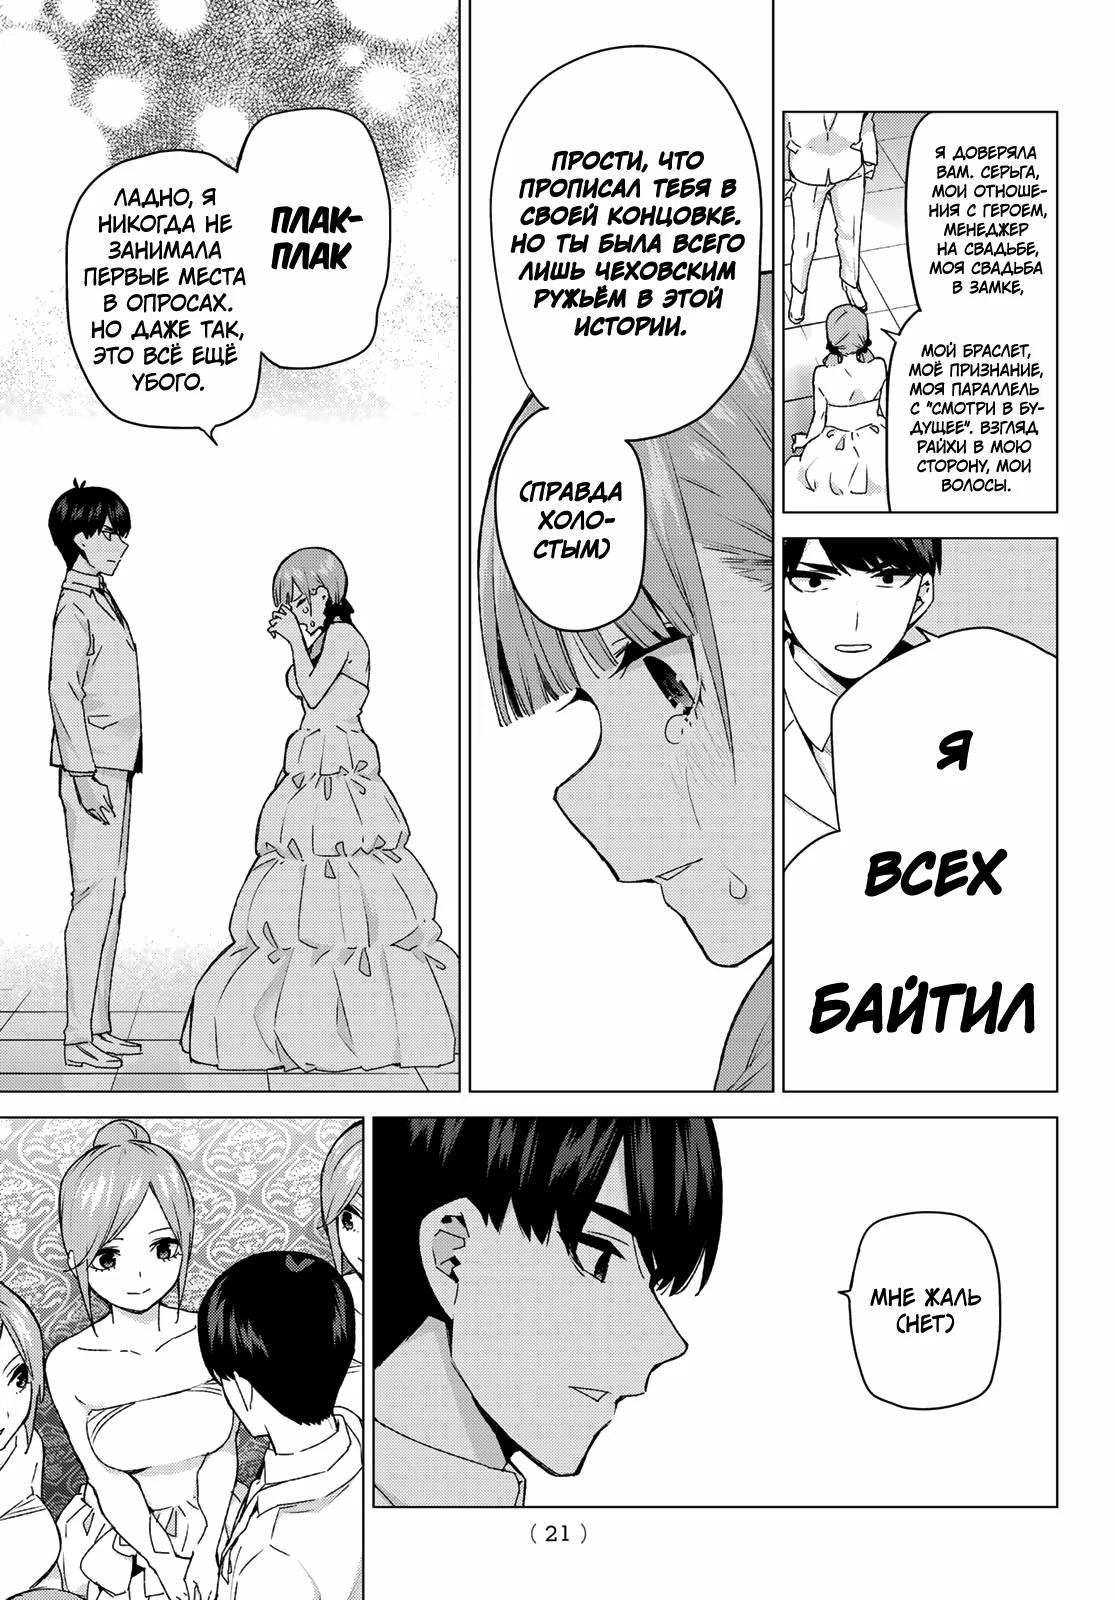 Я ДОВЕРЯЛА
ВАМ. СЕРЬГА,
МОИ ОТНОШЕ-
НИЯ С ГЕРОЕМ,
МЕНЕДЖЕР
НА СВАДЬБЕ,
МОЯ СВАДЬБА
В ЗАМКЕ,
МОЙ БРАСЛЕТ,
МОЁ ПРИЗНАНИЕ,
МОЯ ПАРАЛЛЕЛЬ
С "СМОТРИ В БУ-
ДУЩЕЕ". ВЗГЛЯД
РАЙХИ В МОЮ
СТОРОНУ, МОИ
ВОЛОСЫ.
Я
ВСЕХ
БАЙТИЛ
ПРОСТИ, ЧТО
ПРОПИСАЛ ТЕБЯ В
СВОЕЙ КОНЦОВКЕ.
НО ТЫ БЫЛА ВСЕГО
ЛИШЬ ЧЕХОВСКИМ
РУЖЬЁМ В ЭТОЙ
ИСТОРИИ.
(ПРАВДА
ХОЛО-
СТЫМ)
ПЛАК-
ПЛАК
ЛАДНО, Я
НИКОГДА НЕ
ЗАНИМАЛА
ПЕРВЫЕ МЕСТА
В ОПРОСАХ.
НО ДАЖЕ ТАК,
ЭТО ВСЁ ЕЩЁ
УБОГО.
МНЕ ЖАЛЬ
(НЕТ)
( 21 )